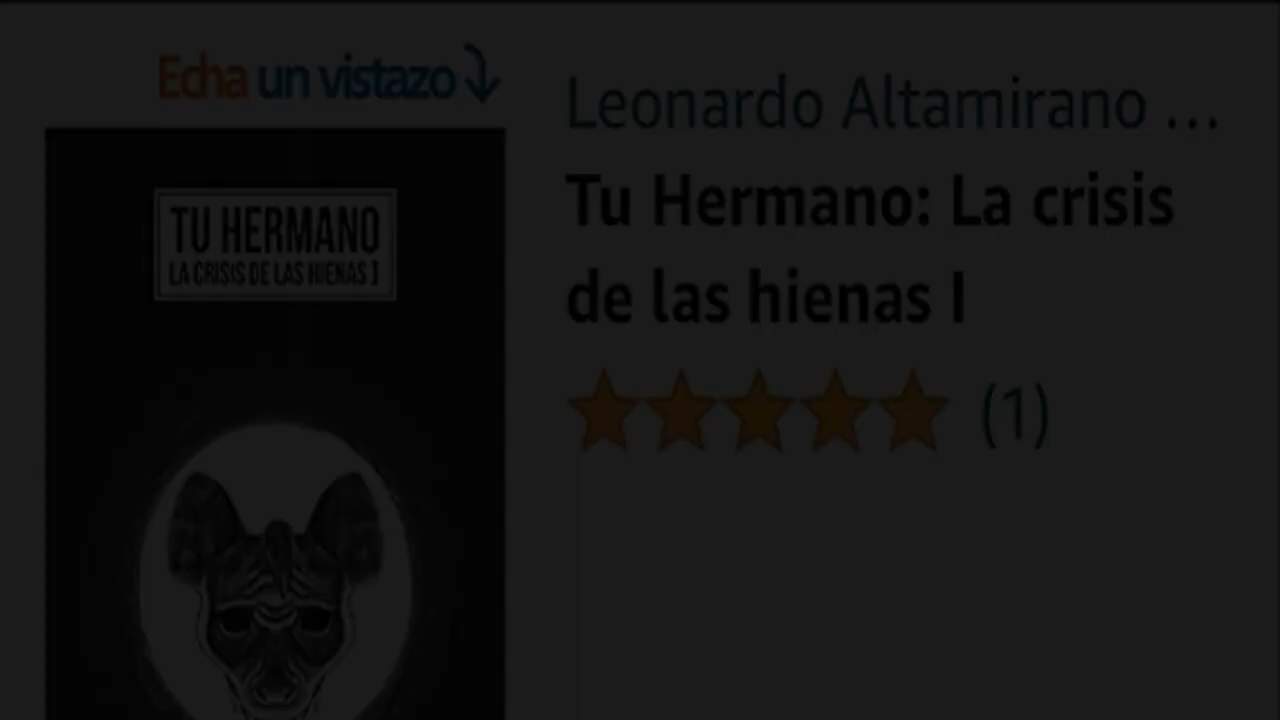 Echa un vistazo
Leonardo Altamirano ...
Tu Hermano: La crisis
de las hienas I
(1)
TU HERMANO
LA CRISIS DE LAS HIENAS I